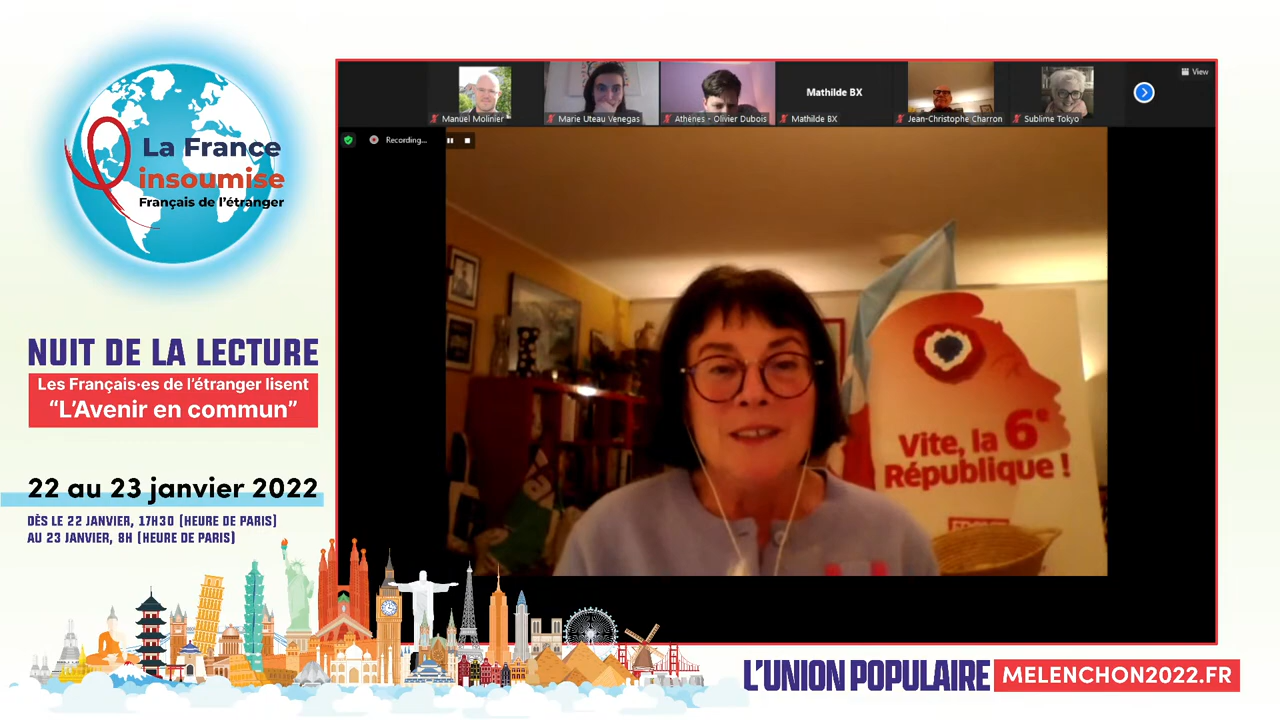 La France
insoumise
Français de l'étranger
NUIT DE LA LECTURE
Les Français·es de l'étranger lisent
“L'Avenir en commun”
22 au 23 janvier 2022
DÈS LE 22 JANVIER, 17H30 (HEURE DE PARIS)
AU 23 JANVIER, 8H (HEURE DE PARIS)
Manuel Molinier
Marie Uteau Venegas
Athènes - Olivier Dubois
Mathilde BX
Mathilde BX
Jean-Christophe Charron
Sublime Tokyo
View
Recording...
Vite, la 6e
République !
L'UNION POPULAIRE
MELENCHON2022.FR